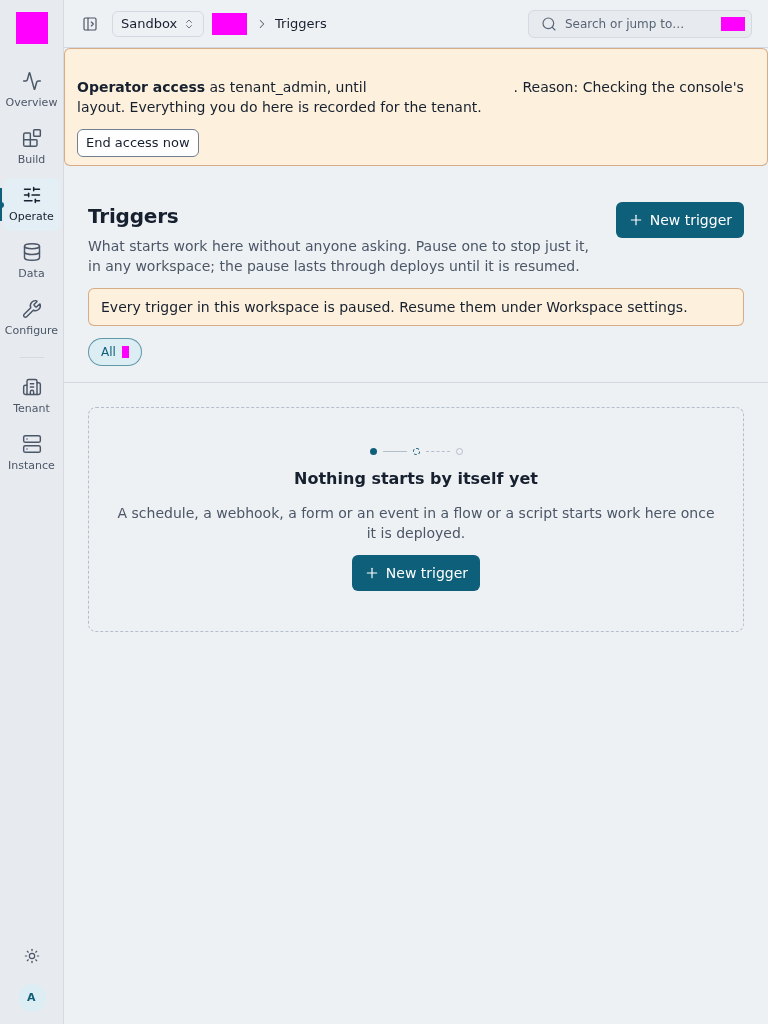 Sandbox
Triggers
Search or jump to…
Overview
Build
Operate
Data
Configure
Tenant
Instance
A
Operator access as tenant_admin, until . Reason: Checking the console's
layout. Everything you do here is recorded for the tenant.
End access now
Triggers
New trigger
What starts work here without anyone asking. Pause one to stop just it,
in any workspace; the pause lasts through deploys until it is resumed.
Every trigger in this workspace is paused. Resume them under Workspace settings.
All
Nothing starts by itself yet
A schedule, a webhook, a form or an event in a flow or a script starts work here once
it is deployed.
New trigger